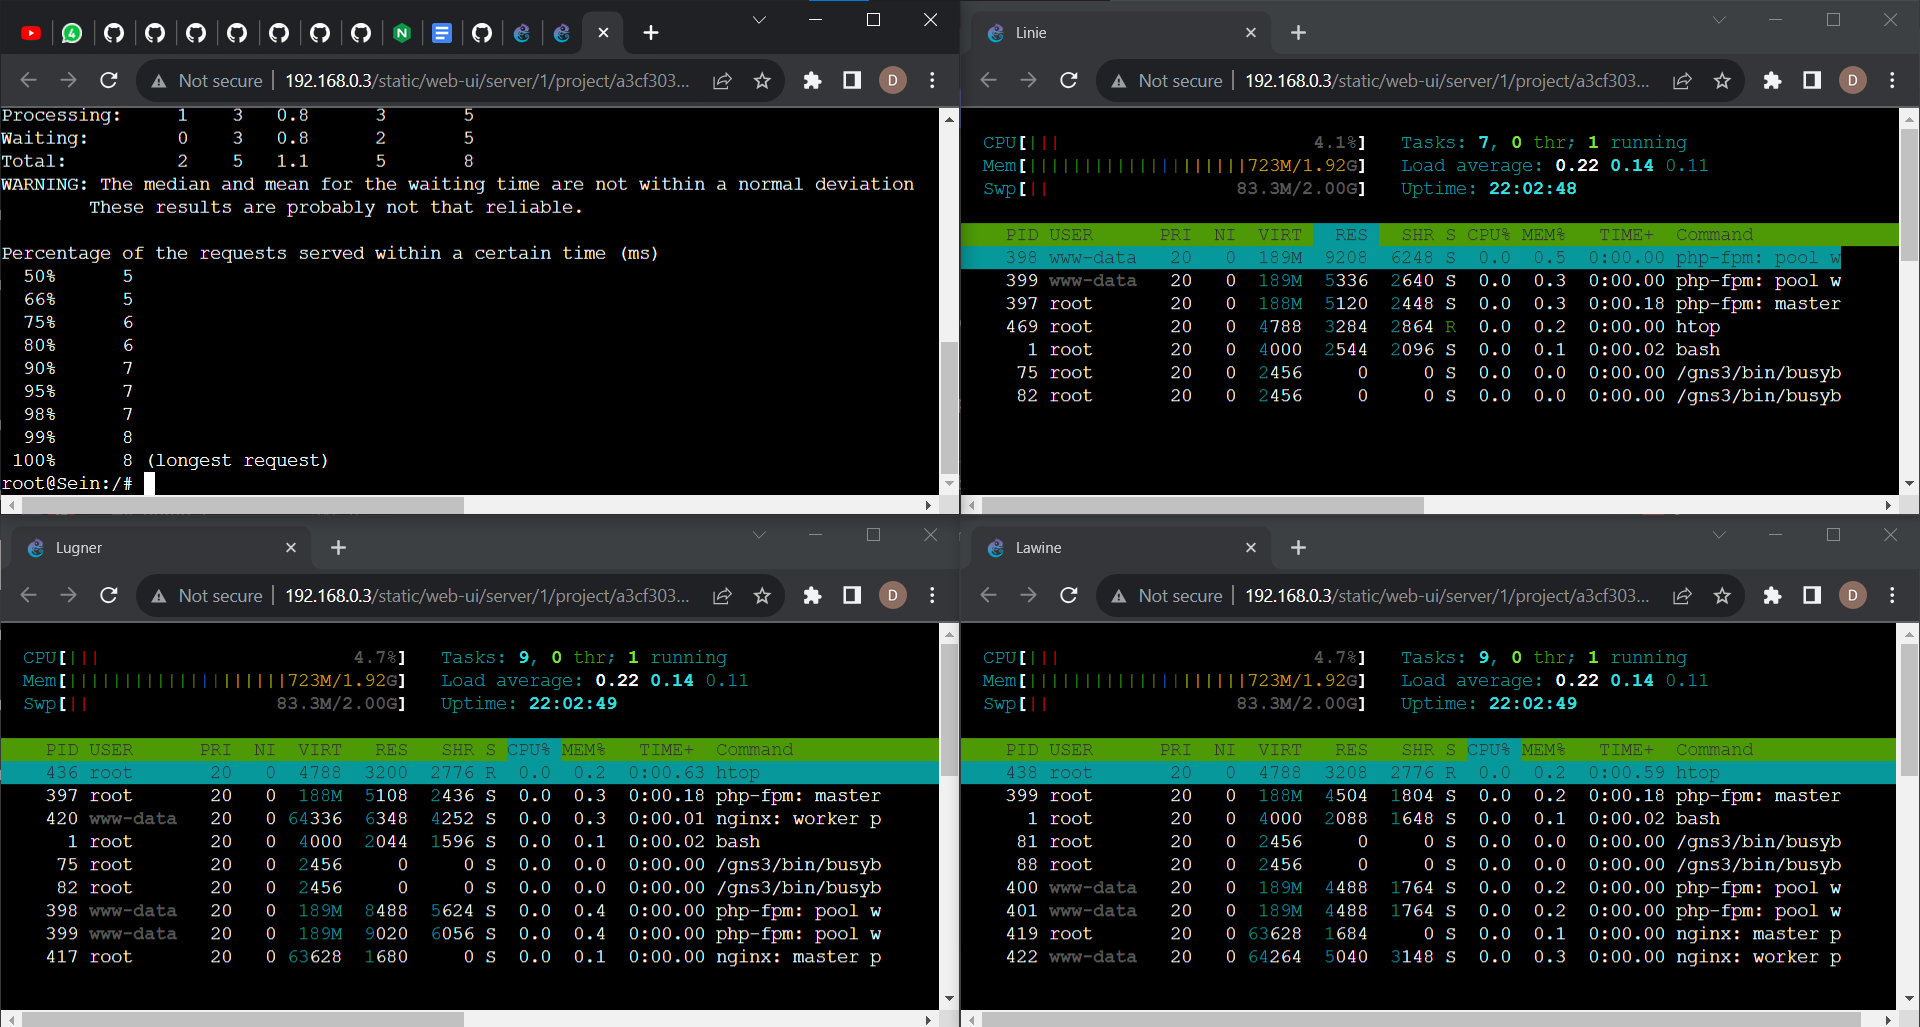 Not secure | 192.168.0.3/static/web-ui/server/1/project/a3cf303... D
Processing: 1 3 0.8 3 5
Waiting: 0 3 0.8 2 5
Total: 2 5 1.1 5 8
WARNING: The median and mean for the waiting time are not within a normal deviation
These results are probably not that reliable.
Percentage of the requests served within a certain time (ms)
50% 5
66% 5
75% 6
80% 6
90% 7
95% 7
98% 7
99% 8
100% 8 (longest request)
root@Sein:/#
Linie
Not secure | 192.168.0.3/static/web-ui/server/1/project/a3cf303... D
CPU[||| 4.1%] Tasks: 7, 0 thr; 1 running
Mem[||||||||||||||||||||723M/1.92G] Load average: 0.22 0.14 0.11
Swp[|| 83.3M/2.00G] Uptime: 22:02:48
PID USER PRI NI VIRT RES SHR S CPU% MEM% TIME+ Command
398 www-data 20 0 189M 9208 6248 S 0.0 0.5 0:00.00 php-fpm: pool w
399 www-data 20 0 189M 5336 2640 S 0.0 0.3 0:00.00 php-fpm: pool w
397 root 20 0 188M 5120 2448 S 0.0 0.3 0:00.18 php-fpm: master
469 root 20 0 4788 3284 2864 R 0.0 0.2 0:00.00 htop
1 root 20 0 4000 2544 2096 S 0.0 0.1 0:00.02 bash
75 root 20 0 2456 0 0 S 0.0 0.0 0:00.00 /gns3/bin/busyb
82 root 20 0 2456 0 0 S 0.0 0.0 0:00.00 /gns3/bin/busyb
Lugner
Not secure | 192.168.0.3/static/web-ui/server/1/project/a3cf303... D
CPU[||| 4.7%] Tasks: 9, 0 thr; 1 running
Mem[||||||||||||||||||||723M/1.92G] Load average: 0.22 0.14 0.11
Swp[|| 83.3M/2.00G] Uptime: 22:02:49
PID USER PRI NI VIRT RES SHR S CPU% MEM% TIME+ Command
436 root 20 0 4788 3200 2776 R 0.0 0.2 0:00.63 htop
397 root 20 0 188M 5108 2436 S 0.0 0.3 0:00.18 php-fpm: master
420 www-data 20 0 64336 6348 4252 S 0.0 0.3 0:00.01 nginx: worker p
1 root 20 0 4000 2044 1596 S 0.0 0.1 0:00.02 bash
75 root 20 0 2456 0 0 S 0.0 0.0 0:00.00 /gns3/bin/busyb
82 root 20 0 2456 0 0 S 0.0 0.0 0:00.00 /gns3/bin/busyb
398 www-data 20 0 189M 8488 5624 S 0.0 0.4 0:00.00 php-fpm: pool w
399 www-data 20 0 189M 9020 6056 S 0.0 0.4 0:00.00 php-fpm: pool w
417 root 20 0 63628 1680 0 S 0.0 0.1 0:00.00 nginx: master p
Lawine
Not secure | 192.168.0.3/static/web-ui/server/1/project/a3cf303... D
CPU[||| 4.7%] Tasks: 9, 0 thr; 1 running
Mem[||||||||||||||||||||723M/1.92G] Load average: 0.22 0.14 0.11
Swp[|| 83.3M/2.00G] Uptime: 22:02:49
PID USER PRI NI VIRT RES SHR S CPU% MEM% TIME+ Command
438 root 20 0 4788 3208 2776 R 0.0 0.2 0:00.59 htop
399 root 20 0 188M 4504 1804 S 0.0 0.2 0:00.18 php-fpm: master
1 root 20 0 4000 2088 1648 S 0.0 0.1 0:00.02 bash
81 root 20 0 2456 0 0 S 0.0 0.0 0:00.00 /gns3/bin/busyb
88 root 20 0 2456 0 0 S 0.0 0.0 0:00.00 /gns3/bin/busyb
400 www-data 20 0 189M 4488 1764 S 0.0 0.2 0:00.00 php-fpm: pool w
401 www-data 20 0 189M 4488 1764 S 0.0 0.2 0:00.00 php-fpm: pool w
419 root 20 0 63628 1684 0 S 0.0 0.1 0:00.00 nginx: master p
422 www-data 20 0 64264 5040 3148 S 0.0 0.3 0:00.00 nginx: worker p